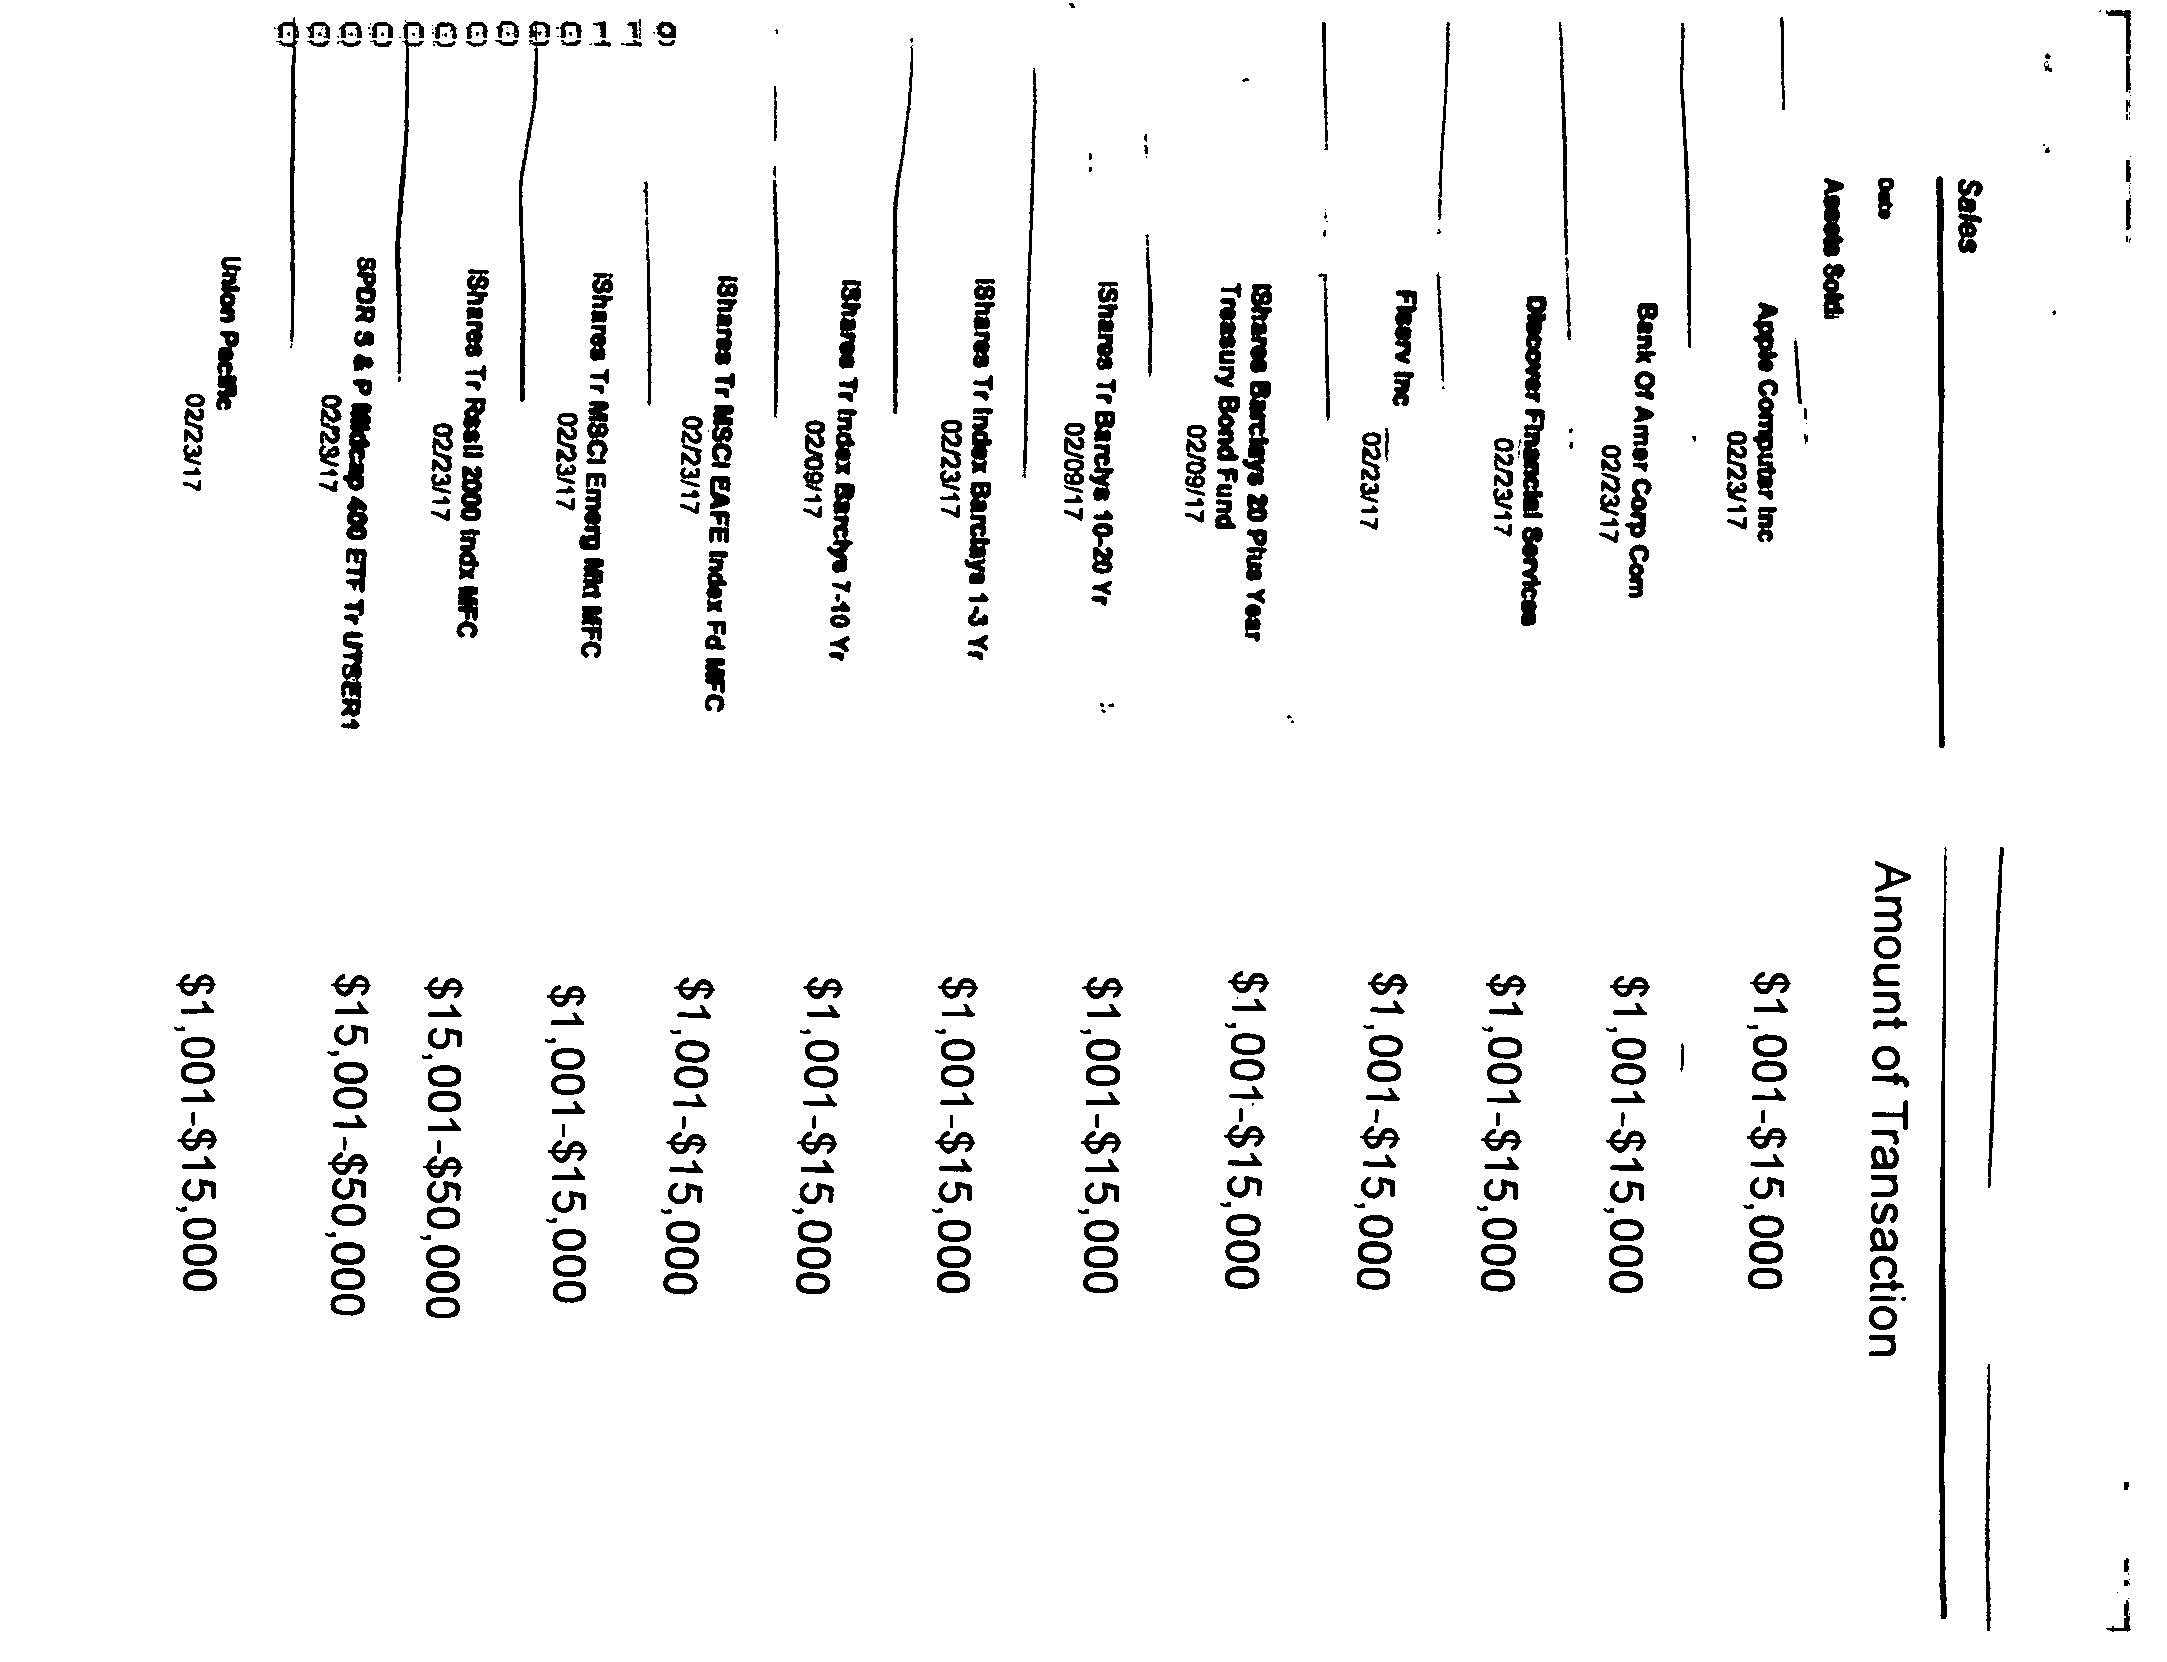 Sales
Date
Assets Sold
Amount of Transaction
Apple Computer Inc
02/23/17
$1,001-$15,000
Bank Of Amer Corp Com
02/23/17
$1,001-$15,000
Discover Financial Services
02/23/17
$1,001-$15,000
Fiserv Inc
02/23/17
$1,001-$15,000
iShares Barclays 20 Plus Year
Treasury Bond Fund
02/09/17
$1,001-$15,000
iShares Tr Barclys 10-20 Yr
02/09/17
$1,001-$15,000
iShares Tr Index Barclays 1-3 Yr
02/23/17
$1,001-$15,000
iShares Tr Index Barclys 7-10 Yr
02/09/17
$1,001-$15,000
iShares Tr MSCI EAFE Index Fd MFC
02/23/17
$1,001-$15,000
iShares Tr MSCI Emerg Mkt MFC
02/23/17
$1,001-$15,000
iShares Tr Rssll 2000 Indx MFC
02/23/17
$15,001-$50,000
SPDR S & P Midcap 400 ETF Tr UTSER1
02/23/17
$15,001-$50,000
Union Pacific
02/23/17
$1,001-$15,000
0000000000119